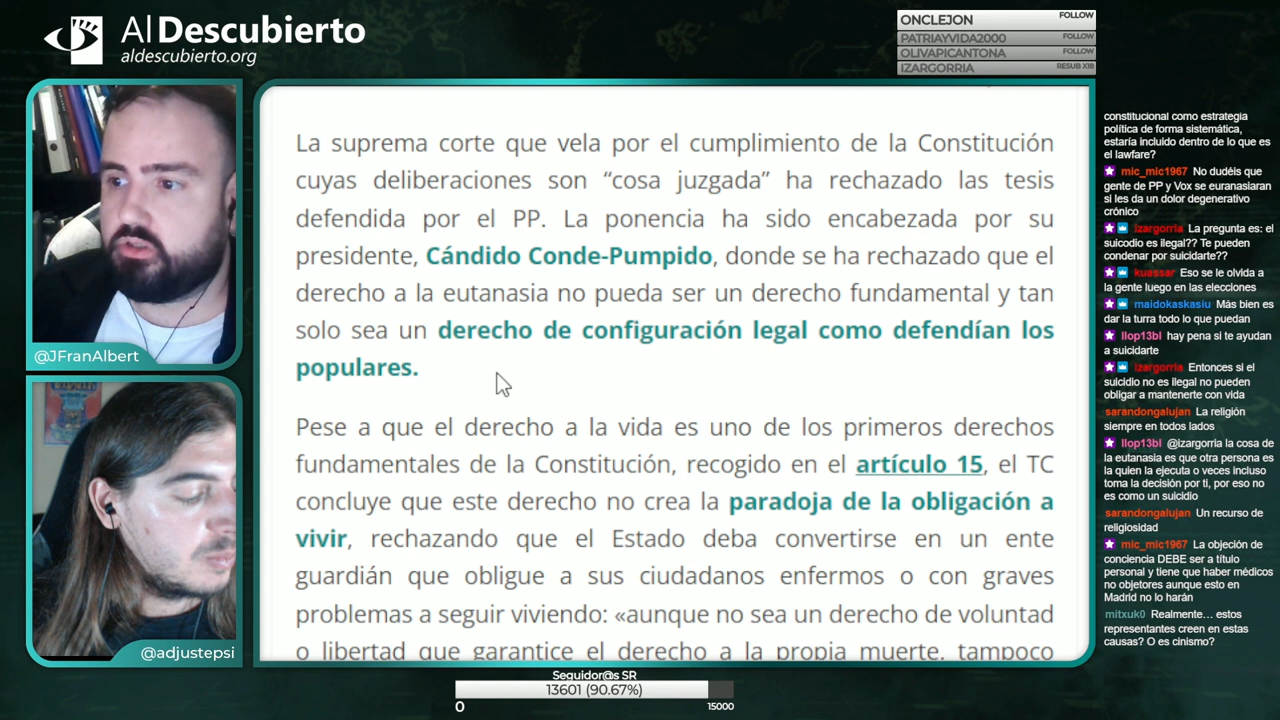 Al Descubierto
aldescubierto.org
ONCLEJON FOLLOW
PATRIAYVIDA2000 FOLLOW
OLIVAPICANTONA FOLLOW
IZARGORRIA RESUB X18
@JFranAlbert
@adjustepsi
La suprema corte que vela por el cumplimiento de la Constitución
cuyas deliberaciones son “cosa juzgada” ha rechazado las tesis
defendida por el PP. La ponencia ha sido encabezada por su
presidente, Cándido Conde-Pumpido, donde se ha rechazado que el
derecho a la eutanasia no pueda ser un derecho fundamental y tan
solo sea un derecho de configuración legal como defendían los
populares.
Pese a que el derecho a la vida es uno de los primeros derechos
fundamentales de la Constitución, recogido en el artículo 15, el TC
concluye que este derecho no crea la paradoja de la obligación a
vivir, rechazando que el Estado deba convertirse en un ente
guardián que obligue a sus ciudadanos enfermos o con graves
problemas a seguir viviendo: «aunque no sea un derecho de voluntad
o libertad que garantice el derecho a la propia muerte, tampoco
constitucional como estrategia
política de forma sistemática,
estaría incluido dentro de lo que es
el lawfare?
mic_mic1967 No dudéis que
gente de PP y Vox se euranasiaran
si les da un dolor degenerativo
crónico
izargorria La pregunta es: el
suicodio es ilegal?? Te pueden
condenar por suicidarte??
kuassar Eso se le olvida a
la gente luego en las elecciones
maidokaskasiu Más bien es
dar la turra todo lo que puedan
llop13bl hay pena si te ayudan
a suicidarte
izargorria Entonces si el
suicidio no es ilegal no pueden
obligar a mantenerte con vida
sarandongalujan La religión
siempre en todos lados
llop13bl @izargorria la cosa de
la eutanasia es que otra persona es
la quien la ejecuta o veces incluso
toma la decisión por ti, por eso no
es como un suicidio
sarandongalujan Un recurso de
religiosidad
mic_mic1967 La objeción de
conciencia DEBE ser a título
personal y tiene que haber médicos
no objetores aunque esto en
Madrid no lo harán
mitxuk0 Realmente... estos
representantes creen en estas
causas? O es cinismo?
Seguidor@s SR
13601 (90.67%)
0 15000